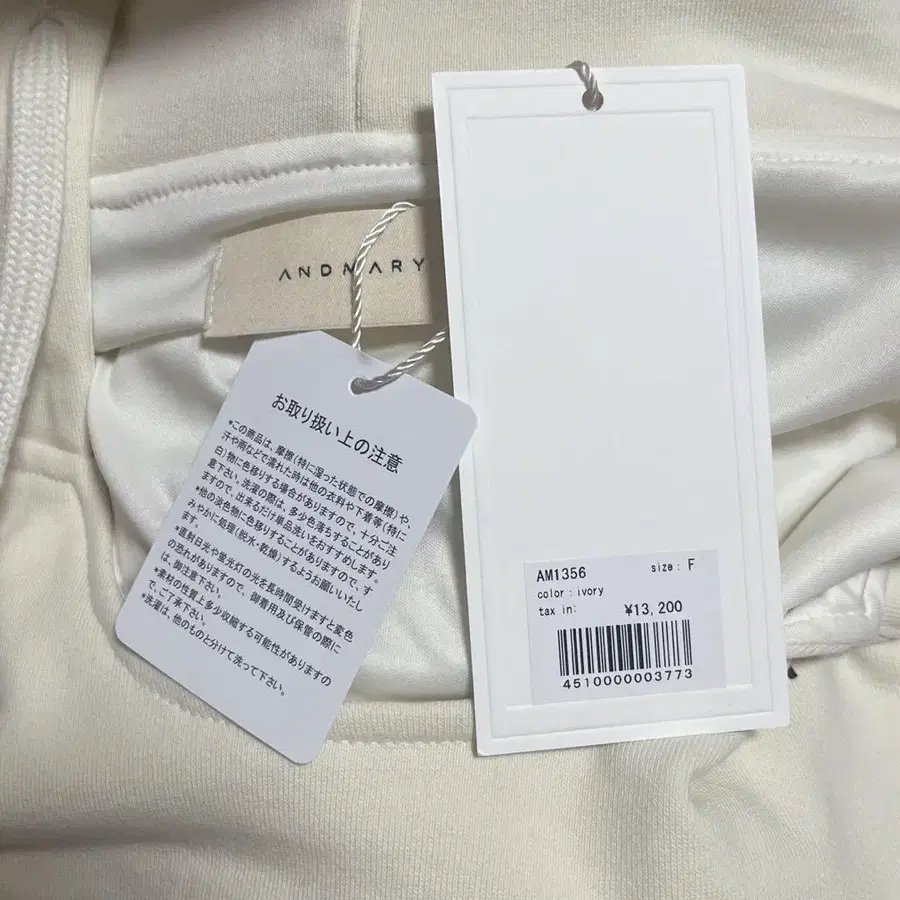 ANDMARY
お取り扱い上の注意
*この商品は、摩擦(特に湿った状態での摩擦)や、
汗や雨などで濡れた時は他の衣料や下着等(特に
白)物に色移りする場合がありますので、十分ご注
意下さい。洗濯の際は、多少色落ちすることがあり
ますので、出来るだけ単品洗いをおすすめします。
*他の淡色物に色移りすることがありますので、す
みやかに処理(脱水・乾燥)するようお願いいたし
ます。
*直射日光や蛍光灯の光を長時間受けますと変色
の恐れがありますので、御着用及び保管の際に
は、御注意下さい。
*素材の性質上多少収縮する可能性がありますの
で、ご了承下さい。
*洗濯は、他のものと分けて洗って下さい。
AM1356 size: F
color : ivory
tax in: ¥13,200
4510000003773